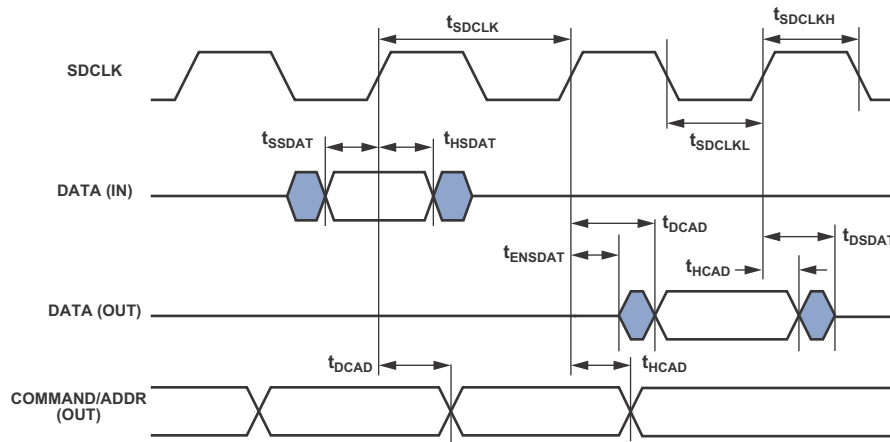 tSDCLK
tSDCLKH
SDCLK
tSSDAT
tHSDAT
tSDCLKL
DATA (IN)
tDCAD
tENSDAT
tHCAD
tDSDAT
DATA (OUT)
tDCAD
tHCAD
COMMAND/ADDR
(OUT)